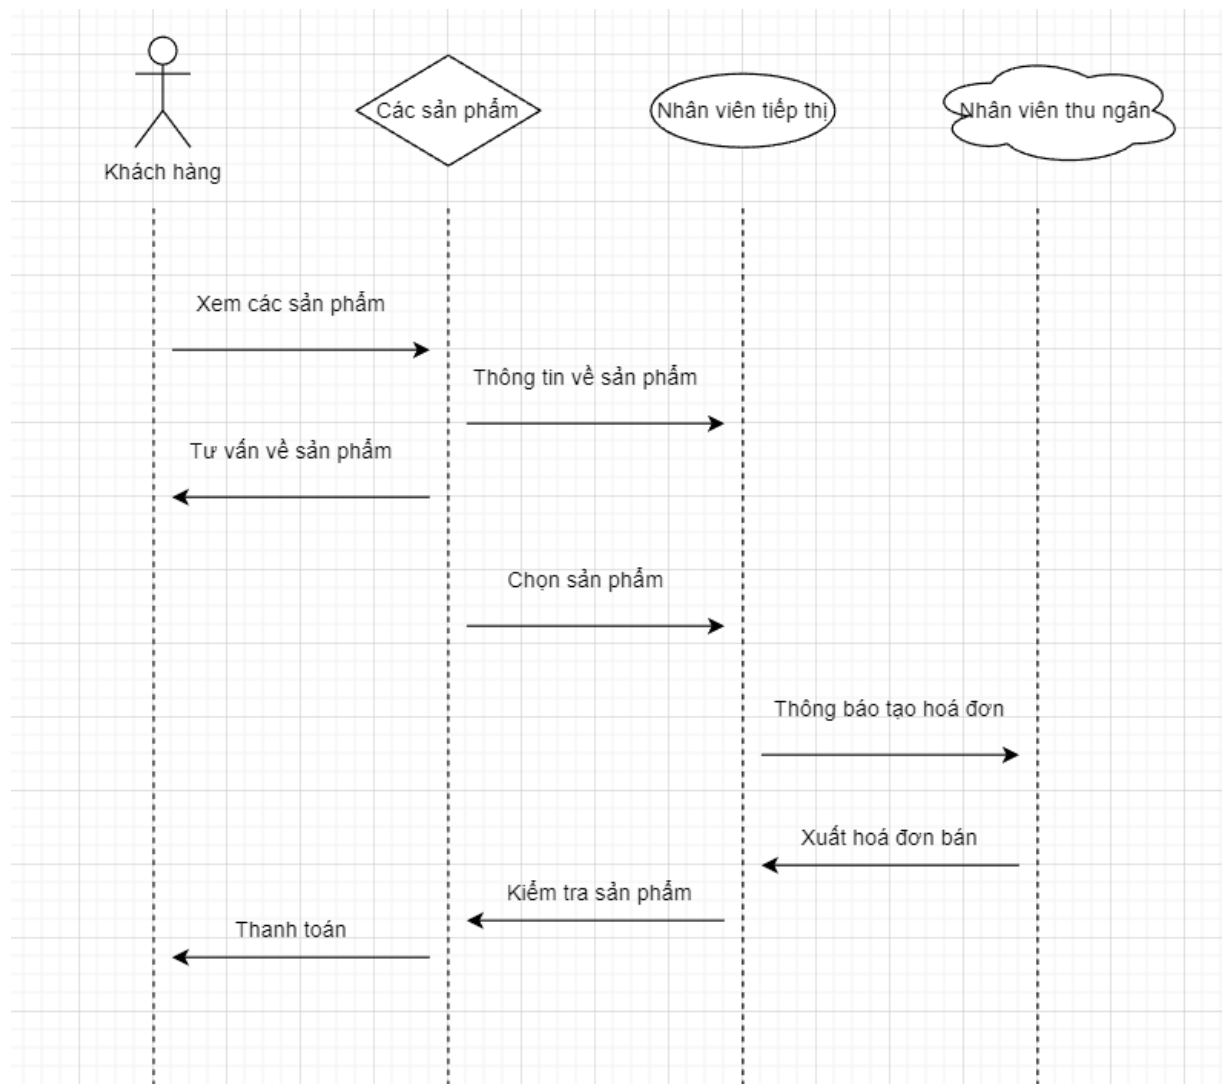 Các sản phẩm
Nhân viên tiếp thị
Nhân viên thu ngân
Khách hàng
Xem các sản phẩm
Thông tin về sản phẩm
Tư vấn về sản phẩm
Chọn sản phẩm
Thông báo tạo hoá đơn
Xuất hoá đơn bán
Kiểm tra sản phẩm
Thanh toán